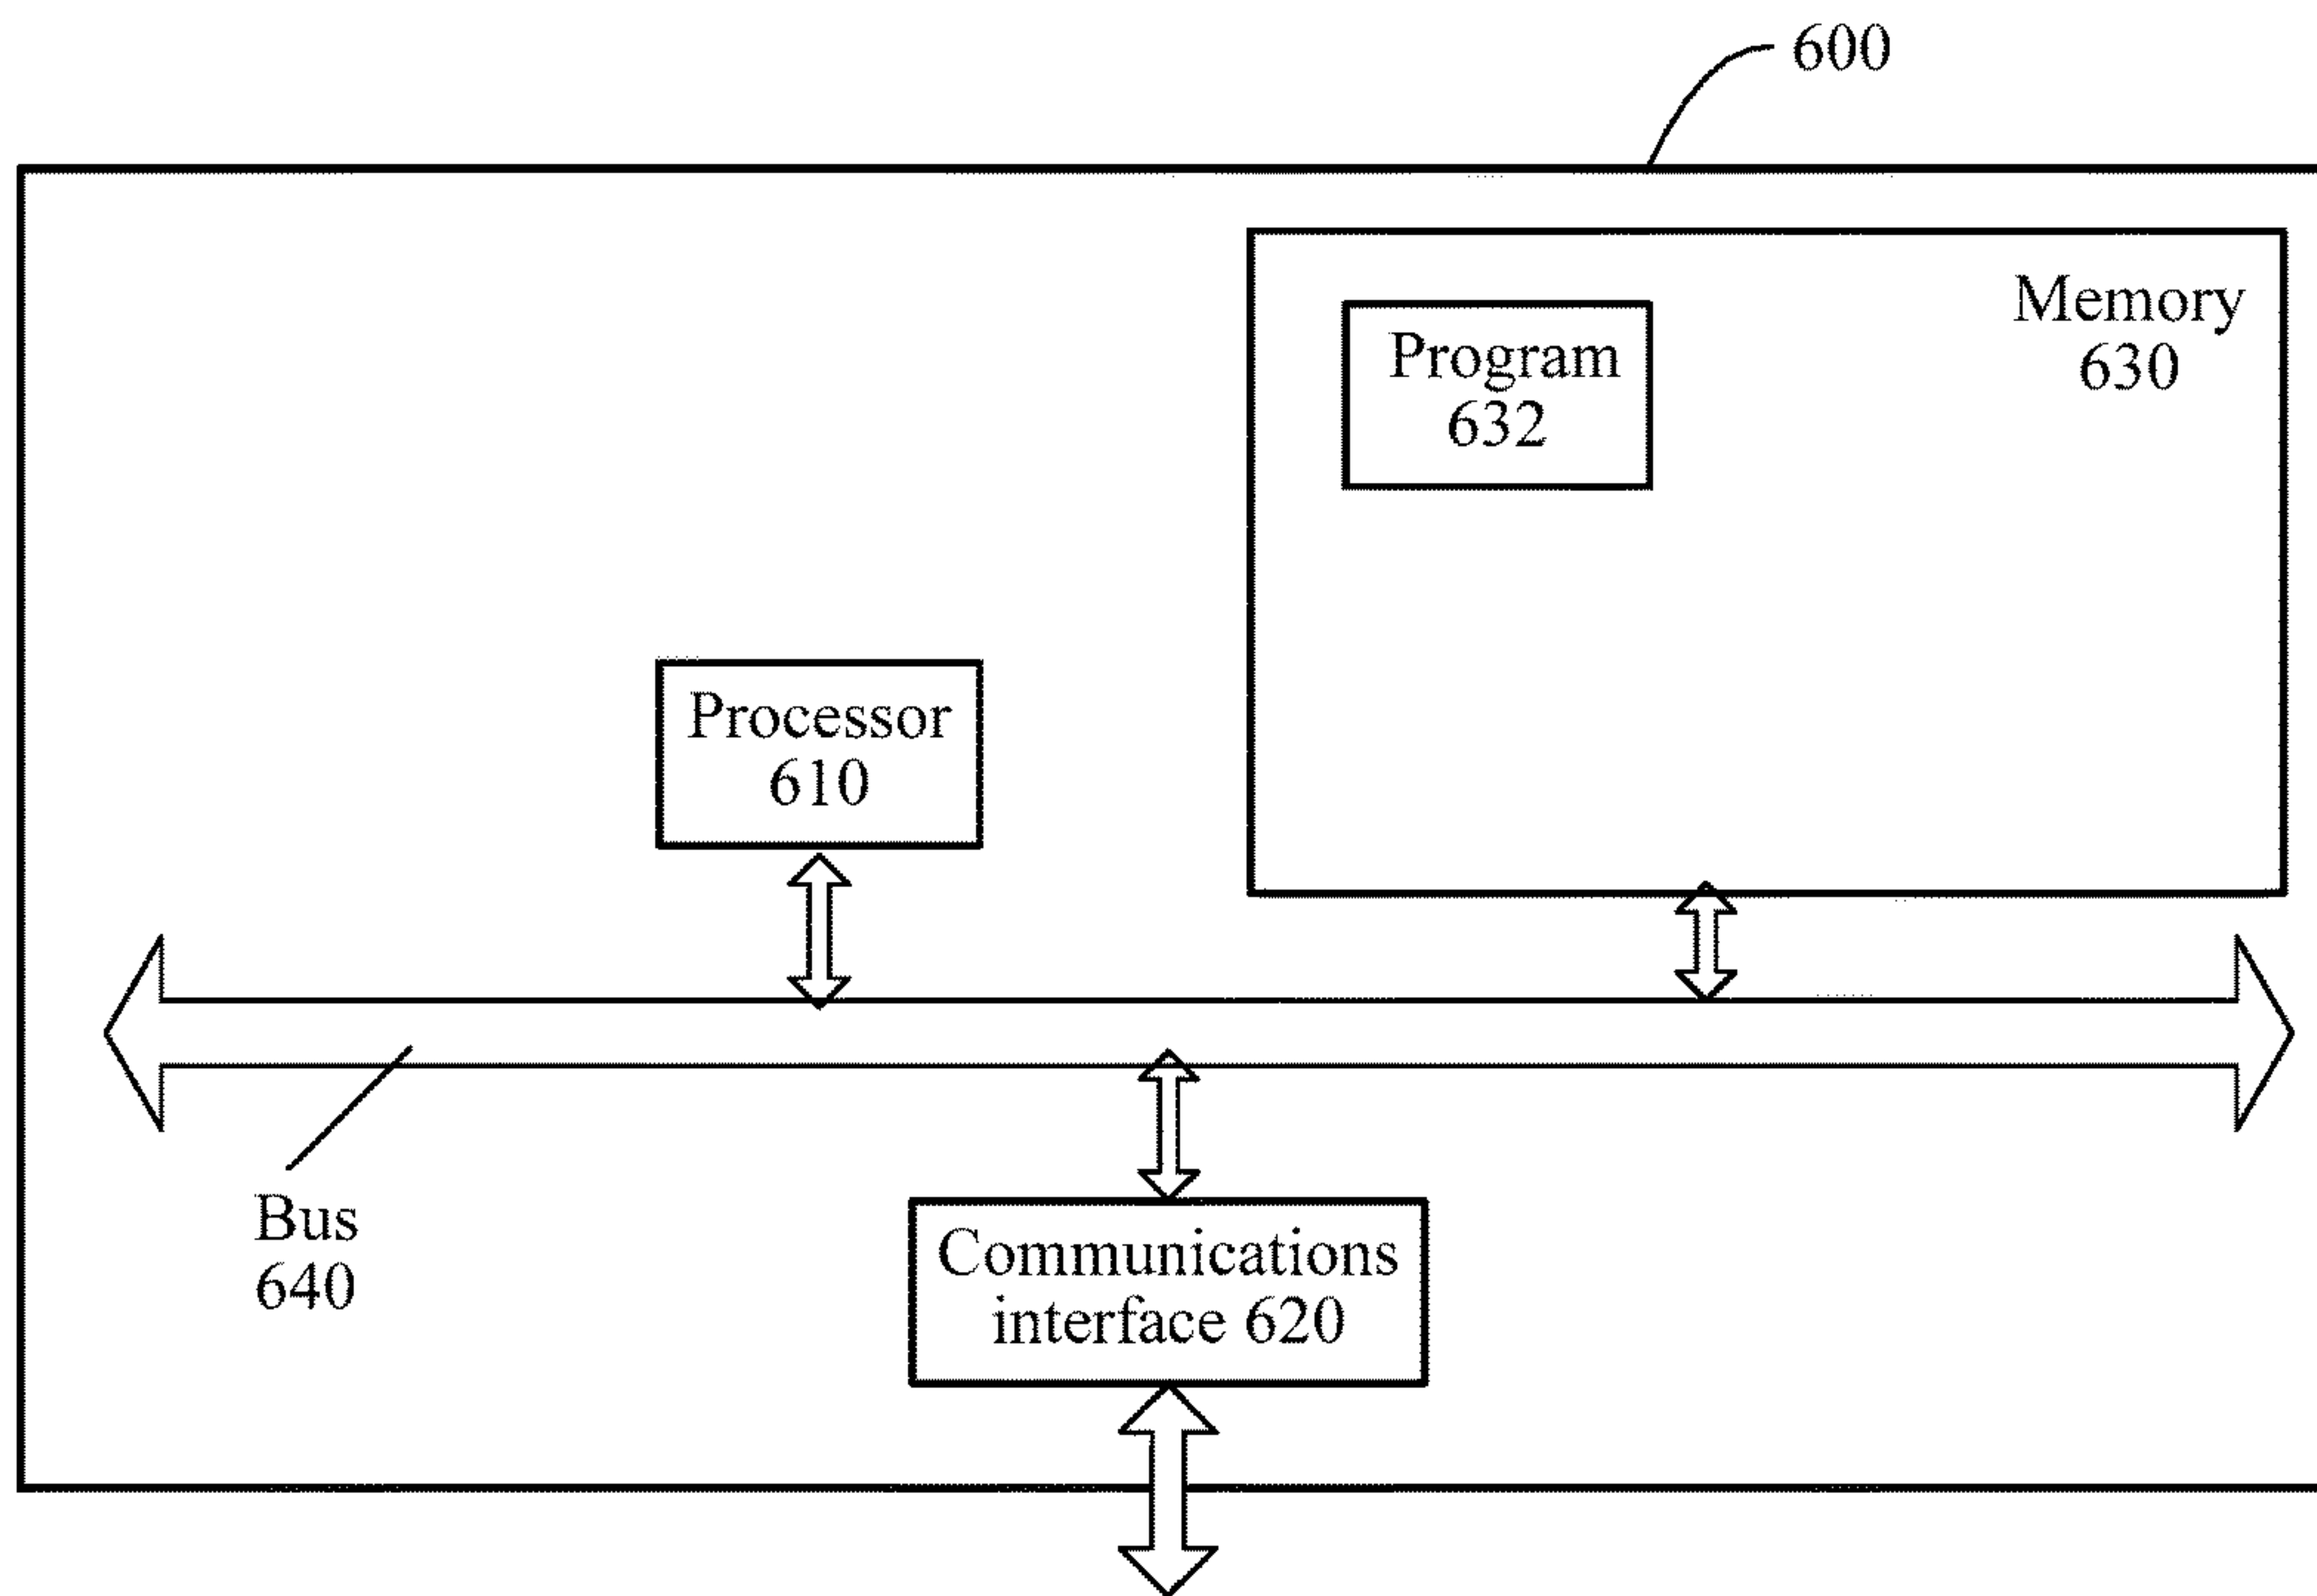 600
Memory
630
Program
632
Processor
610
Bus
640
Communications
interface 620